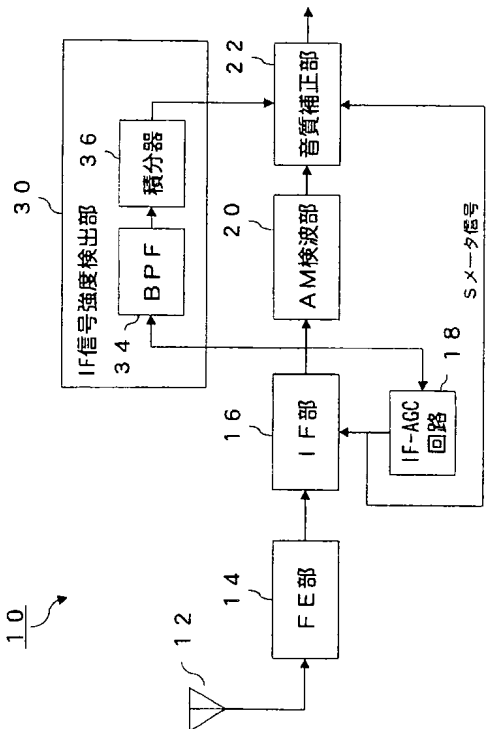 10
12
14
FE部
16
IF部
IF-AGC
回路
18
30
IF信号強度検出部
34
BPF
36
積分器
20
AM検波部
22
音質補正部
Sメータ信号